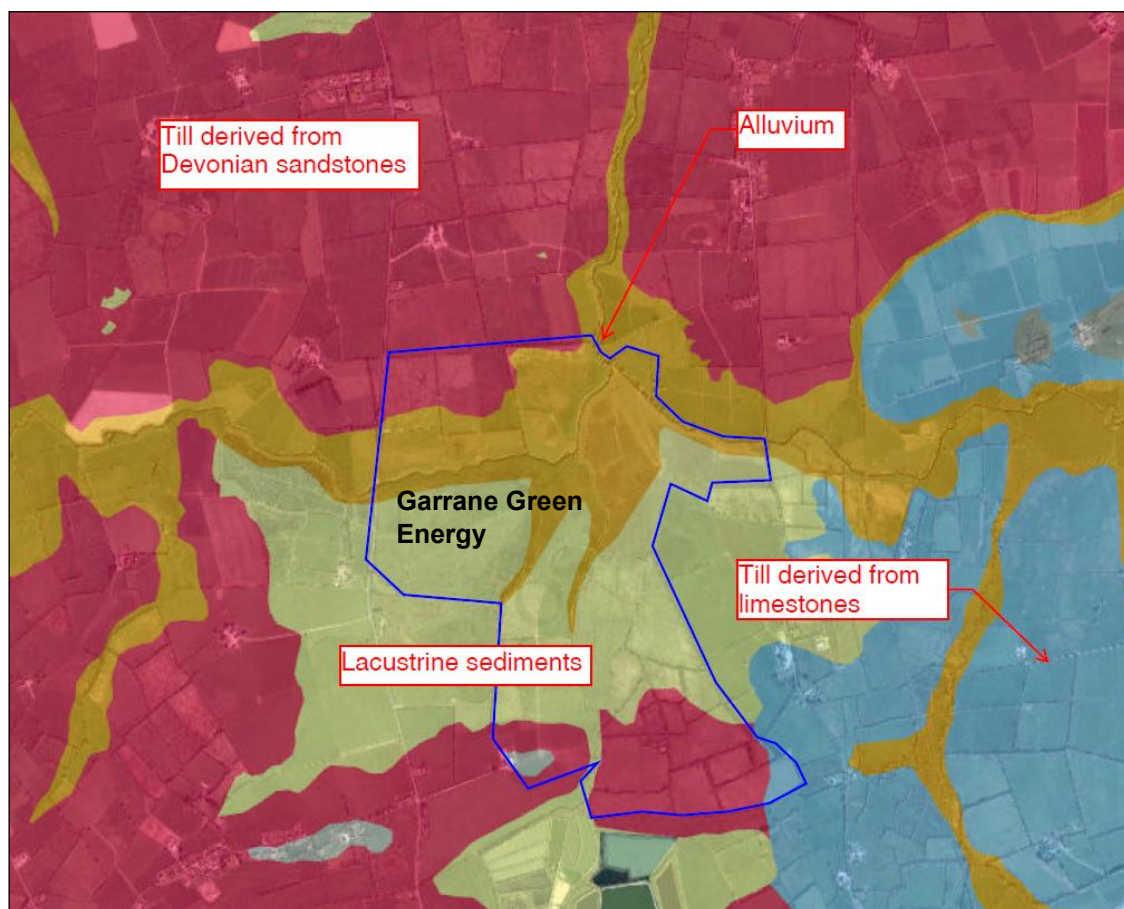 Till derived from
Devonian sandstones
Alluvium
Garrane Green
Energy
Till derived from
limestones
Lacustrine sediments